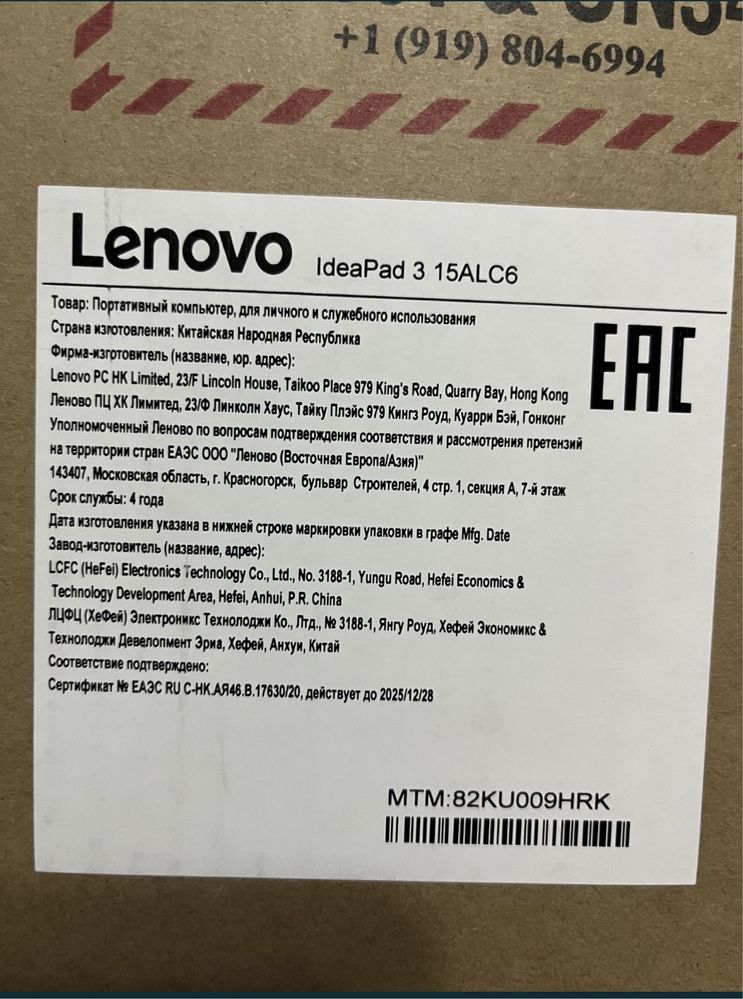 +1 (919) 804-6994
Lenovo IdeaPad 3 15ALC6
Товар: Портативный компьютер, для личного и служебного использования
Страна изготовления: Китайская Народная Республика
Фирма-изготовитель (название, юр. адрес):
Lenovo PC HK Limited, 23/F Lincoln House, Taikoo Place 979 King's Road, Quarry Bay, Hong Kong
Леново ПЦ ХК Лимитед, 23/Ф Линколн Хаус, Тайку Плэйс 979 Кингз Роуд, Куарри Бэй, Гонконг
Уполномоченный Леново по вопросам подтверждения соответствия и рассмотрения претензий
на территории стран ЕАЭС ООО "Леново (Восточная Европа/Азия)"
143407, Московская область, г. Красногорск, бульвар Строителей, 4 стр. 1, секция А, 7-й этаж
Срок службы: 4 года
Дата изготовления указана в нижней строке маркировки упаковки в графе Mfg. Date
Завод-изготовитель (название, адрес):
LCFC (HeFei) Electronics Technology Co., Ltd., No. 3188-1, Yungu Road, Hefei Economics &
Technology Development Area, Hefei, Anhui, P.R. China
ЛЦФЦ (ХеФей) Электроникс Технолоджи Ко., Лтд., № 3188-1, Янгу Роуд, Хефей Экономикс &
Технолоджи Девелопмент Эриа, Хефей, Анхуи, Китай
Соответствие подтверждено:
Сертификат № ЕАЭС RU С-HK.АЯ46.В.17630/20, действует до 2025/12/28
EAC
MTM:82KU009HRK